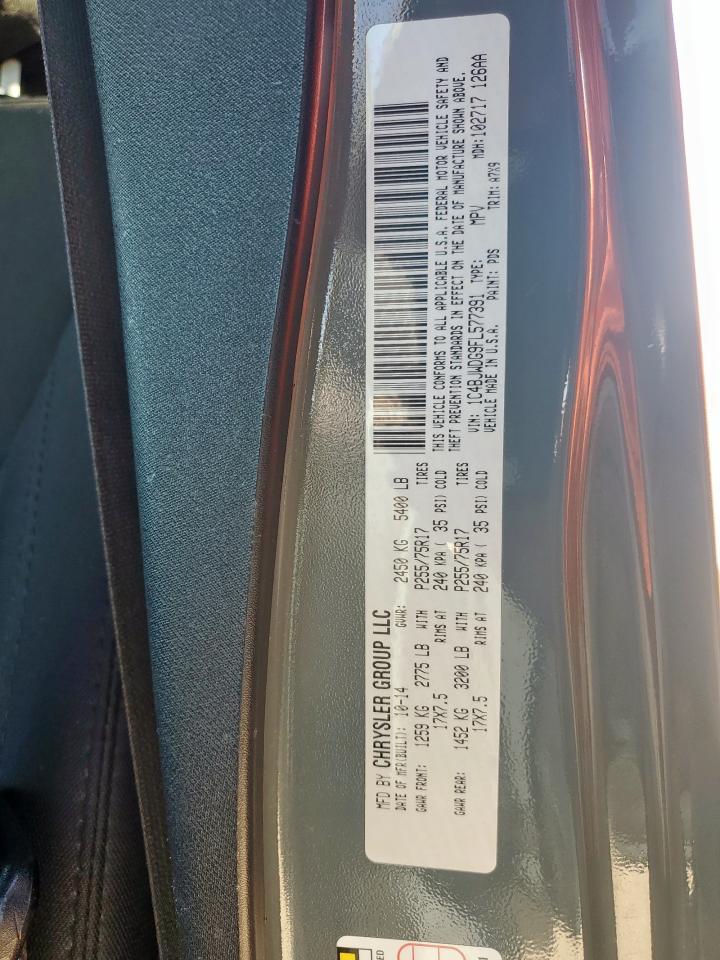 MFD BY CHRYSLER GROUP LLC
DATE OF MFR(BUILT): 10-14 GVWR: 2450 KG 5400 LB
GAWR FRONT: 1259 KG 2775 LB WITH P255/75R17 TIRES
17X7.5 RIMS AT 240 KPA ( 35 PSI) COLD
GAWR REAR: 1452 KG 3200 LB WITH P255/75R17 TIRES
17X7.5 RIMS AT 240 KPA ( 35 PSI) COLD
THIS VEHICLE CONFORMS TO ALL APPLICABLE U.S.A. FEDERAL MOTOR VEHICLE SAFETY AND
THEFT PREVENTION STANDARDS IN EFFECT ON THE DATE OF MANUFACTURE SHOWN ABOVE.
VIN: 1C4BJWDG9FL577391 TYPE: MPV MDH:102717 126AA
VEHICLE MADE IN U.S.A. PAINT: PDS TRIM: A7X9